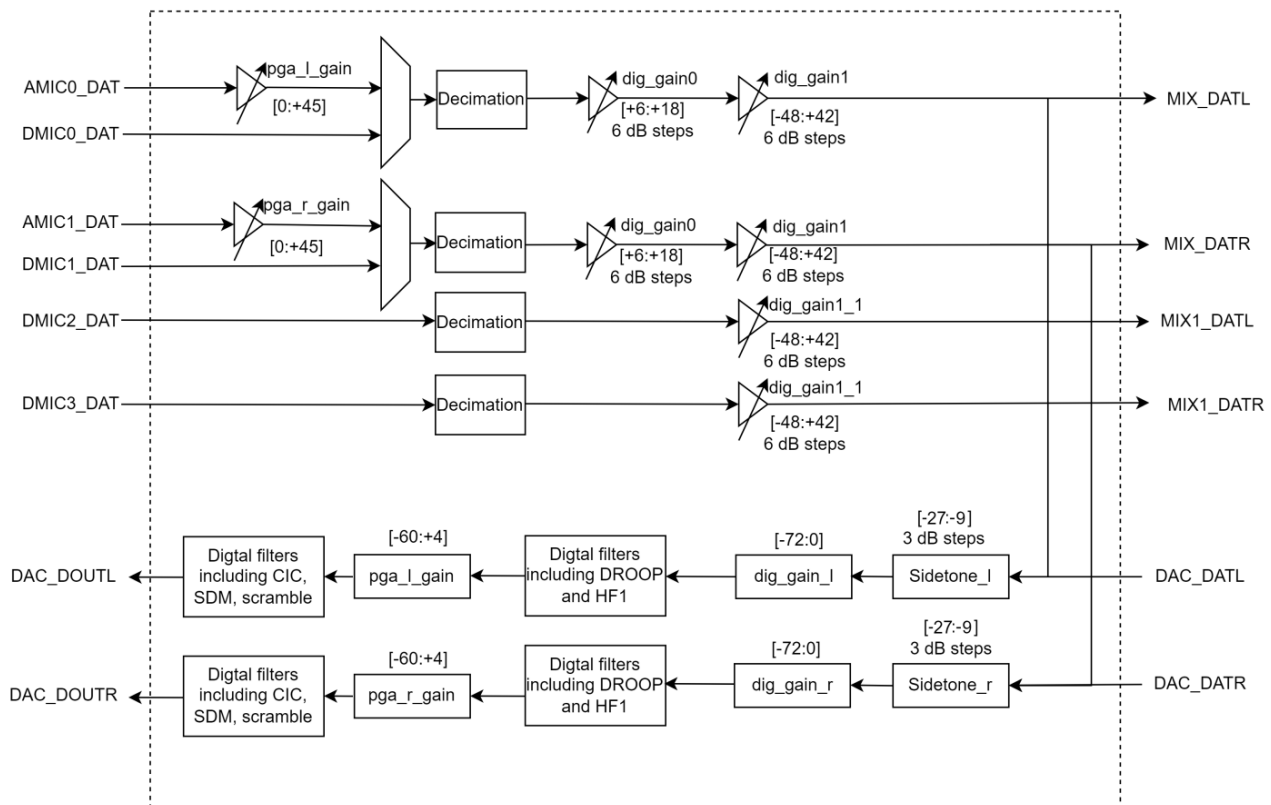 AMIC0_DAT
pga_l_gain
[0:+45]
DMIC0_DAT
Decimation
dig_gain0
[+6:+18]
6 dB steps
dig_gain1
[-48:+42]
6 dB steps
MIX_DATL
AMIC1_DAT
pga_r_gain
[0:+45]
DMIC1_DAT
Decimation
dig_gain0
[+6:+18]
6 dB steps
dig_gain1
[-48:+42]
6 dB steps
MIX_DATR
DMIC2_DAT
Decimation
dig_gain1_1
[-48:+42]
6 dB steps
MIX1_DATL
DMIC3_DAT
Decimation
dig_gain1_1
[-48:+42]
6 dB steps
MIX1_DATR
DAC_DOUTL
Digtal filters
including CIC,
SDM, scramble
[-60:+4]
pga_l_gain
Digtal filters
including DROOP
and HF1
[-72:0]
dig_gain_l
[-27:-9]
3 dB steps
Sidetone_l
DAC_DATL
DAC_DOUTR
Digtal filters
including CIC,
SDM, scramble
[-60:+4]
pga_r_gain
Digtal filters
including DROOP
and HF1
[-72:0]
dig_gain_r
[-27:-9]
3 dB steps
Sidetone_r
DAC_DATR